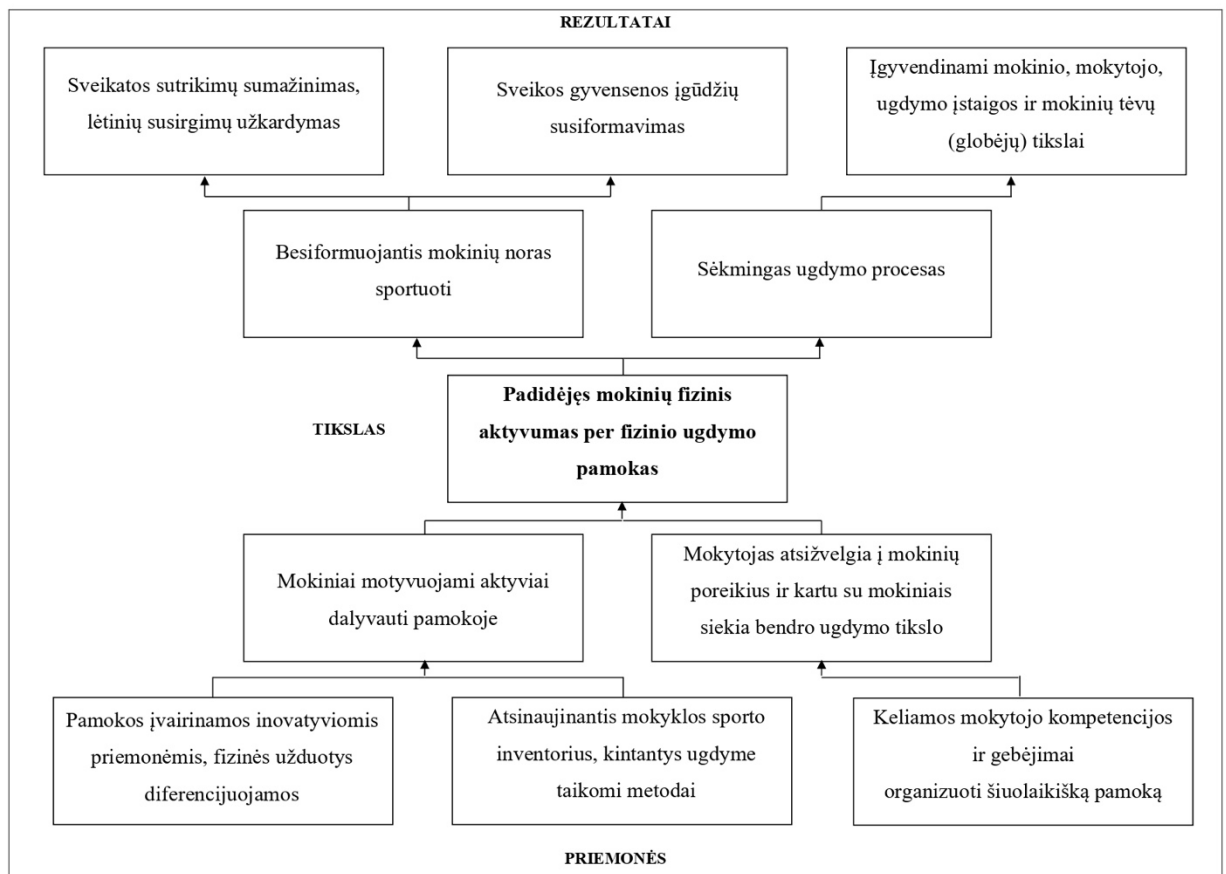 REZULTATAI
Sveikatos sutrikimų sumažinimas,
lėtinių susirgimų užkardymas
Sveikos gyvensenos įgūdžių
susiformavimas
Įgyvendinami mokinio, mokytojo,
ugdymo įstaigos ir mokinių tėvų
(globėjų) tikslai
Besiformuojantis mokinių noras
sportuoti
Sėkmingas ugdymo procesas
TIKSLAS
Padidėjęs mokinių fizinis
aktyvumas per fizinio ugdymo
pamokas
Mokiniai motyvuojami aktyviai
dalyvauti pamokoje
Mokytojas atsižvelgia į mokinių
poreikius ir kartu su mokiniais
siekia bendro ugdymo tikslo
Pamokos įvairinamos inovatyviomis
priemonėmis, fizinės užduotys
diferencijuojamos
Atsinaujinantis mokyklos sporto
inventorius, kintantys ugdyme
taikomi metodai
Keliamos mokytojo kompetencijos
ir gebėjimai
organizuoti šiuolaikišką pamoką
PRIEMONĖS